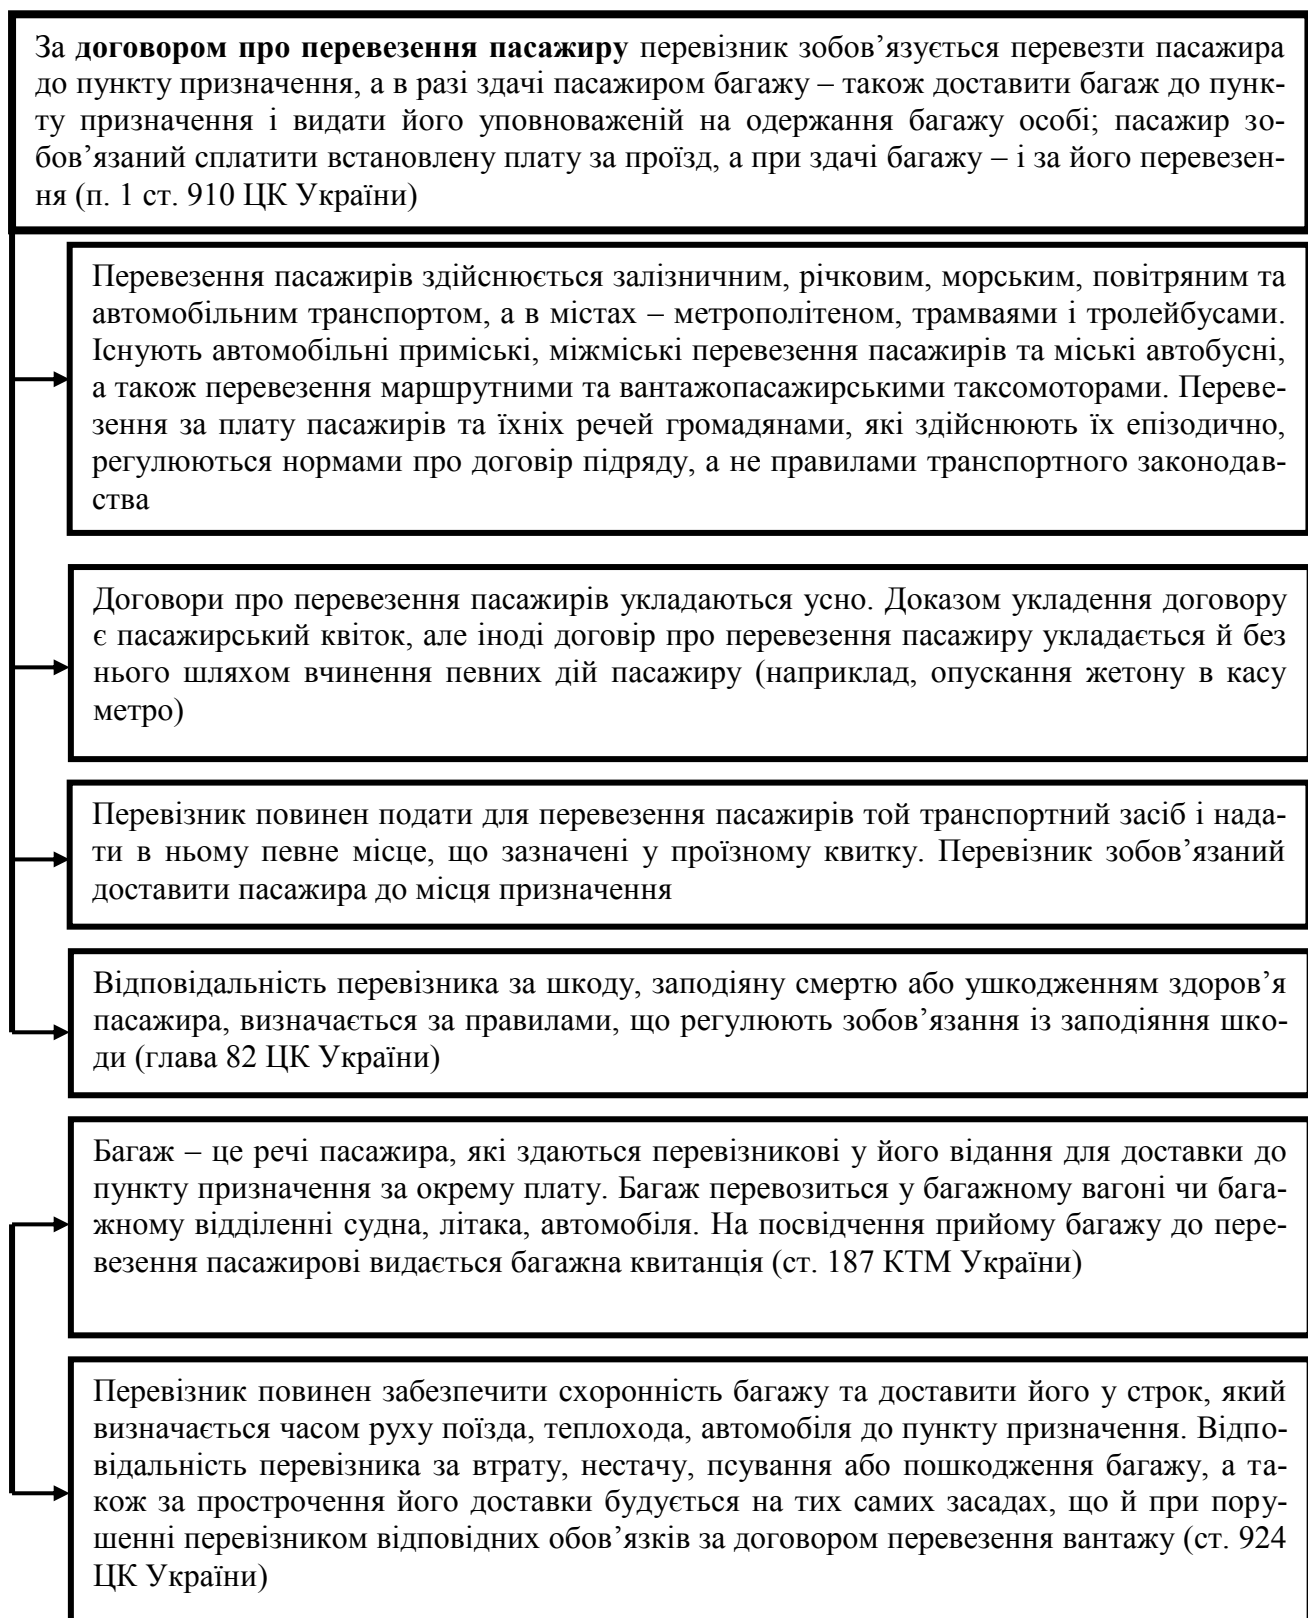 За договором про перевезення пасажиру перевізник зобов’язується перевезти пасажира
до пункту призначення, а в разі здачі пасажиром багажу – також доставити багаж до пунк-
ту призначення і видати його уповноваженій на одержання багажу особі; пасажир зо-
бов’язаний сплатити встановлену плату за проїзд, а при здачі багажу – і за його перевезен-
ня (п. 1 ст. 910 ЦК України)
Перевезення пасажирів здійснюється залізничним, річковим, морським, повітряним та
автомобільним транспортом, а в містах – метрополітеном, трамваями і тролейбусами.
Існують автомобільні приміські, міжміські перевезення пасажирів та міські автобусні,
а також перевезення маршрутними та вантажопасажирськими таксомоторами. Переве-
зення за плату пасажирів та їхніх речей громадянами, які здійснюють їх епізодично,
регулюються нормами про договір підряду, а не правилами транспортного законодав-
ства
Договори про перевезення пасажирів укладаються усно. Доказом укладення договору
є пасажирський квіток, але іноді договір про перевезення пасажиру укладається й без
нього шляхом вчинення певних дій пасажиру (наприклад, опускання жетону в касу
метро)
Перевізник повинен подати для перевезення пасажирів той транспортний засіб і нада-
ти в ньому певне місце, що зазначені у проїзному квитку. Перевізник зобов’язаний
доставити пасажира до місця призначення
Відповідальність перевізника за шкоду, заподіяну смертю або ушкодженням здоров’я
пасажира, визначається за правилами, що регулюють зобов’язання із заподіяння шко-
ди (глава 82 ЦК України)
Багаж – це речі пасажира, які здаються перевізникові у його відання для доставки до
пункту призначення за окрему плату. Багаж перевозиться у багажному вагоні чи бага-
жному відділенні судна, літака, автомобіля. На посвідчення прийому багажу до пере-
везення пасажирові видається багажна квитанція (ст. 187 КТМ України)
Перевізник повинен забезпечити схоронність багажу та доставити його у строк, який
визначається часом руху поїзда, теплохода, автомобіля до пункту призначення. Відпо-
відальність перевізника за втрату, нестачу, псування або пошкодження багажу, а та-
кож за прострочення його доставки будується на тих самих засадах, що й при пору-
шенні перевізником відповідних обов’язків за договором перевезення вантажу (ст. 924
ЦК України)